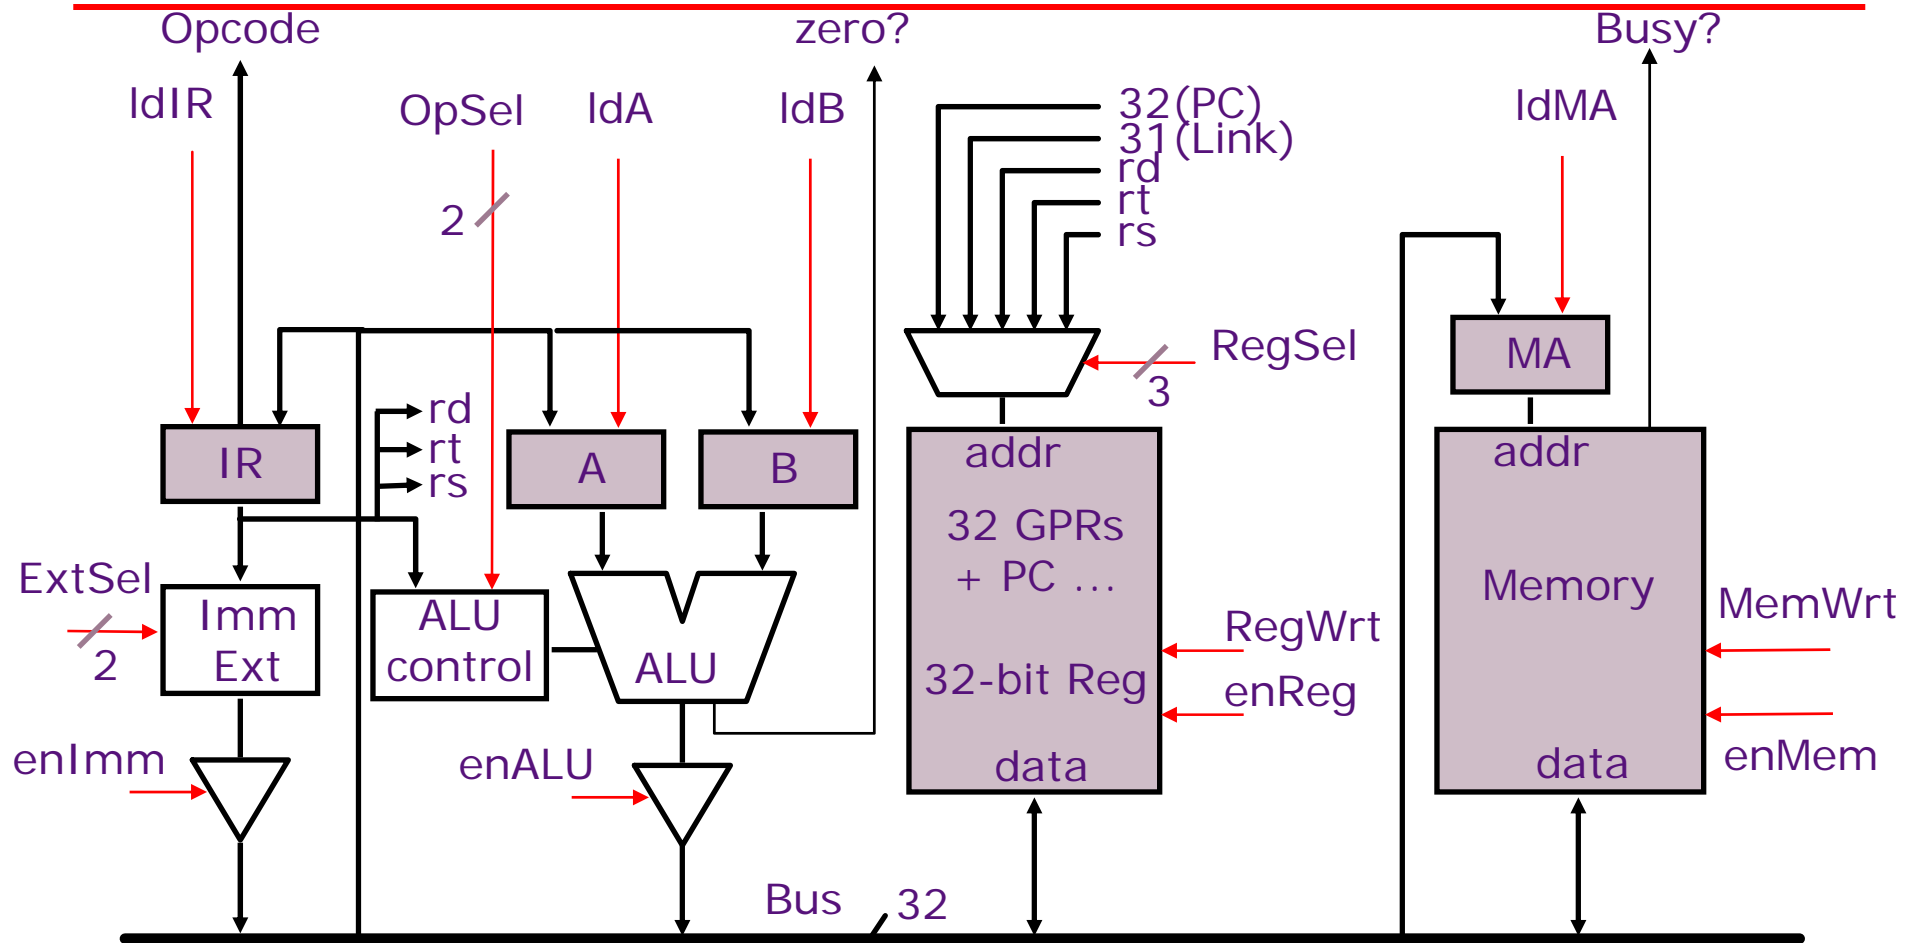 Opcode
zero?
Busy?
ldIR
OpSel
ldA
ldB
32(PC)
31(Link)
rd
rt
rs
ldMA
2
RegSel
3
MA
rd
rt
rs
IR
A
B
addr
32 GPRs
+ PC ...
32-bit Reg
data
addr
Memory
data
ExtSel
2
Imm
Ext
ALU
control
ALU
RegWrt
enReg
MemWrt
enMem
enImm
enALU
Bus
32